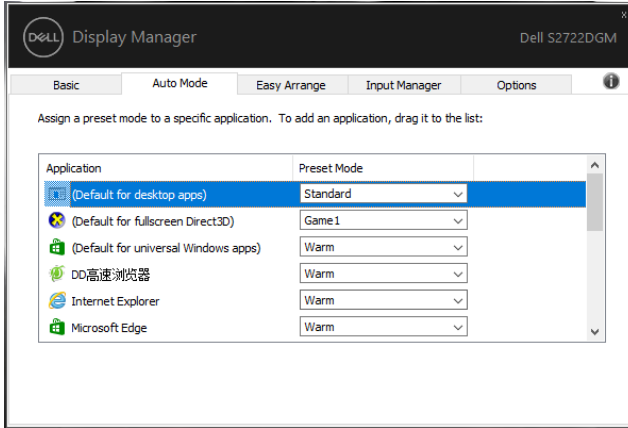 x
DELL Display Manager Dell S2722DGM
Basic Auto Mode Easy Arrange Input Manager Options i
Assign a preset mode to a specific application. To add an application, drag it to the list:
Application Preset Mode
(Default for desktop apps) Standard
(Default for fullscreen Direct3D) Game1
(Default for universal Windows apps) Warm
DD高速浏览器 Warm
Internet Explorer Warm
Microsoft Edge Warm